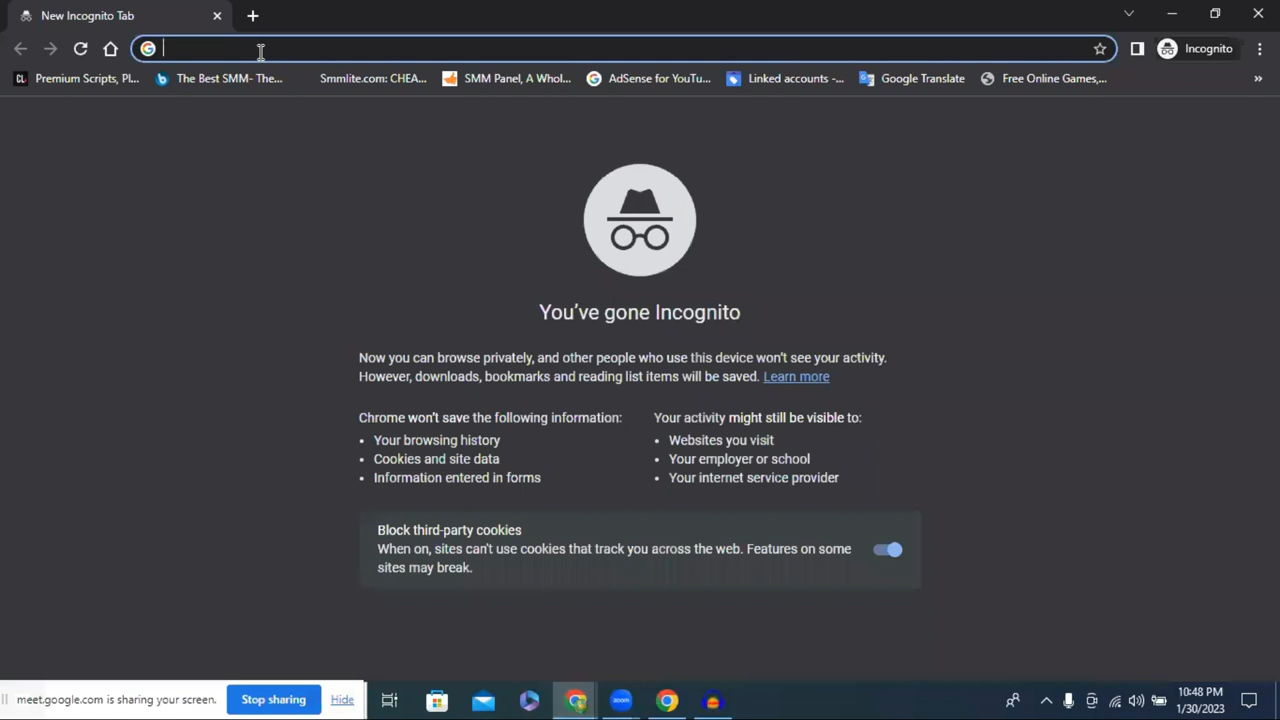 New Incognito Tab
Incognito
Premium Scripts, Pl... The Best SMM- The... Smmlite.com: CHEA... SMM Panel, A Whol... AdSense for YouTu... Linked accounts -... Google Translate Free Online Games,...
You've gone Incognito
Now you can browse privately, and other people who use this device won't see your activity.
However, downloads, bookmarks and reading list items will be saved. Learn more
Chrome won't save the following information:
• Your browsing history
• Cookies and site data
• Information entered in forms
Your activity might still be visible to:
• Websites you visit
• Your employer or school
• Your internet service provider
Block third-party cookies
When on, sites can't use cookies that track you across the web. Features on some
sites may break.
meet.google.com is sharing your screen. Stop sharing Hide
zoom
10:48 PM
1/30/2023